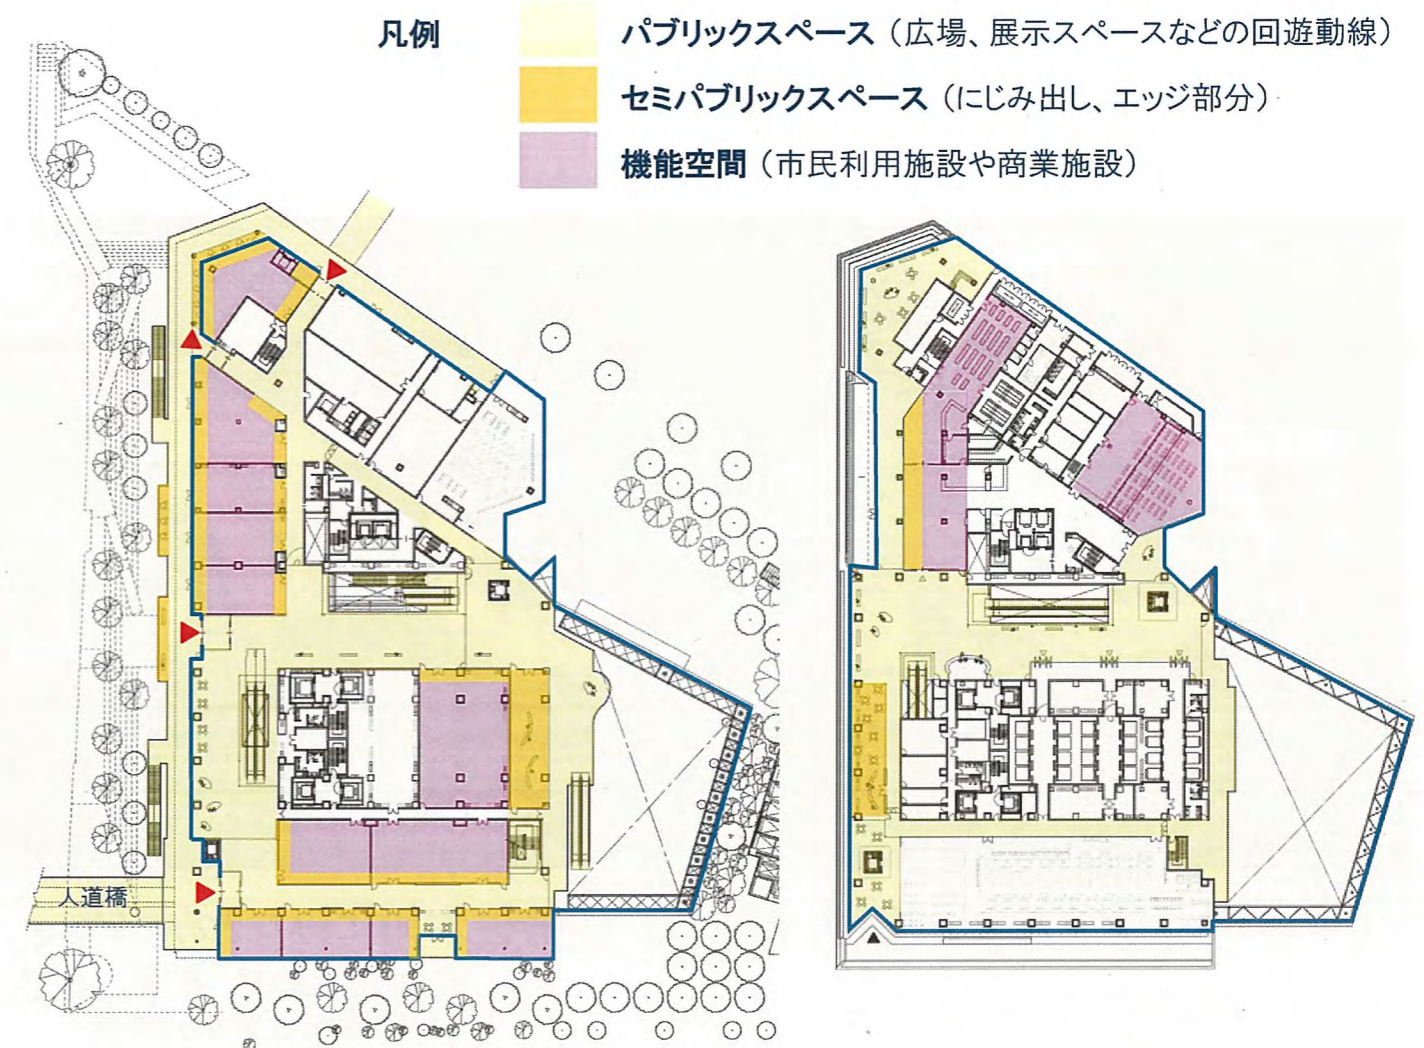 凡例
パブリックスペース（広場、展示スペースなどの回遊動線）
セミパブリックスペース（にじみ出し、エッジ部分）
機能空間（市民利用施設や商業施設）
人道橋